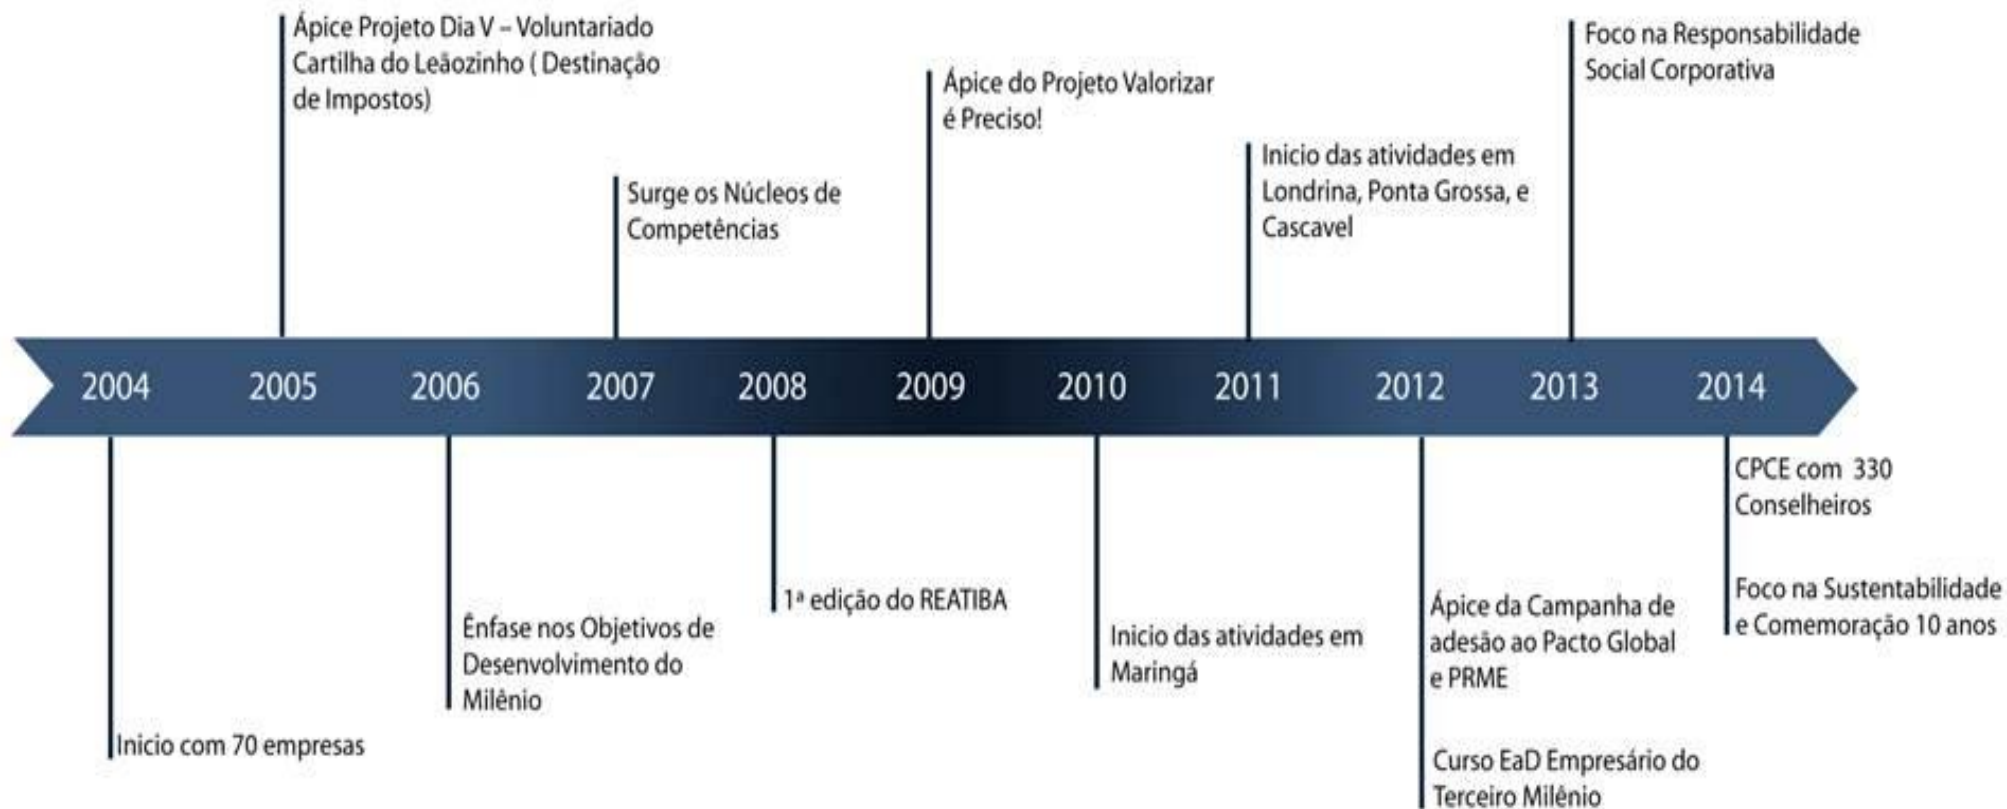 Ápice Projeto Dia V – Voluntariado
Cartilha do Leãozinho ( Destinação
de Impostos)
Surge os Núcleos de
Competências
Ápice do Projeto Valorizar
é Preciso!
Inicio das atividades em
Londrina, Ponta Grossa, e
Cascavel
Foco na Responsabilidade
Social Corporativa
2004 2005 2006 2007 2008 2009 2010 2011 2012 2013 2014
Inicio com 70 empresas
Ênfase nos Objetivos de
Desenvolvimento do
Milênio
1ª edição do REATIBA
Inicio das atividades em
Maringá
Ápice da Campanha de
adesão ao Pacto Global
e PRME
Curso EaD Empresário do
Terceiro Milênio
CPCE com 330
Conselheiros
Foco na Sustentabilidade
e Comemoração 10 anos